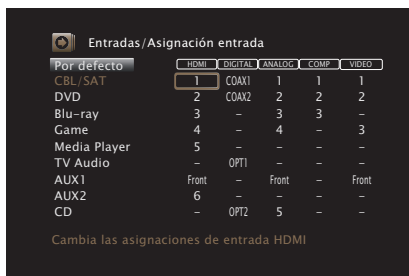 Entradas/Asignación entrada
Por defecto HDMI DIGITAL ANALOG COMP VIDEO
CBL/SAT 1 COAX1 1 1 1
DVD 2 COAX2 2 2 2
Blu-ray 3 – 3 3 –
Game 4 – 4 – 3
Media Player 5 – – – –
TV Audio – OPT1 – – –
AUX1 Front – Front – Front
AUX2 6 – – – –
CD – OPT2 5 – –
Cambia las asignaciones de entrada HDMI